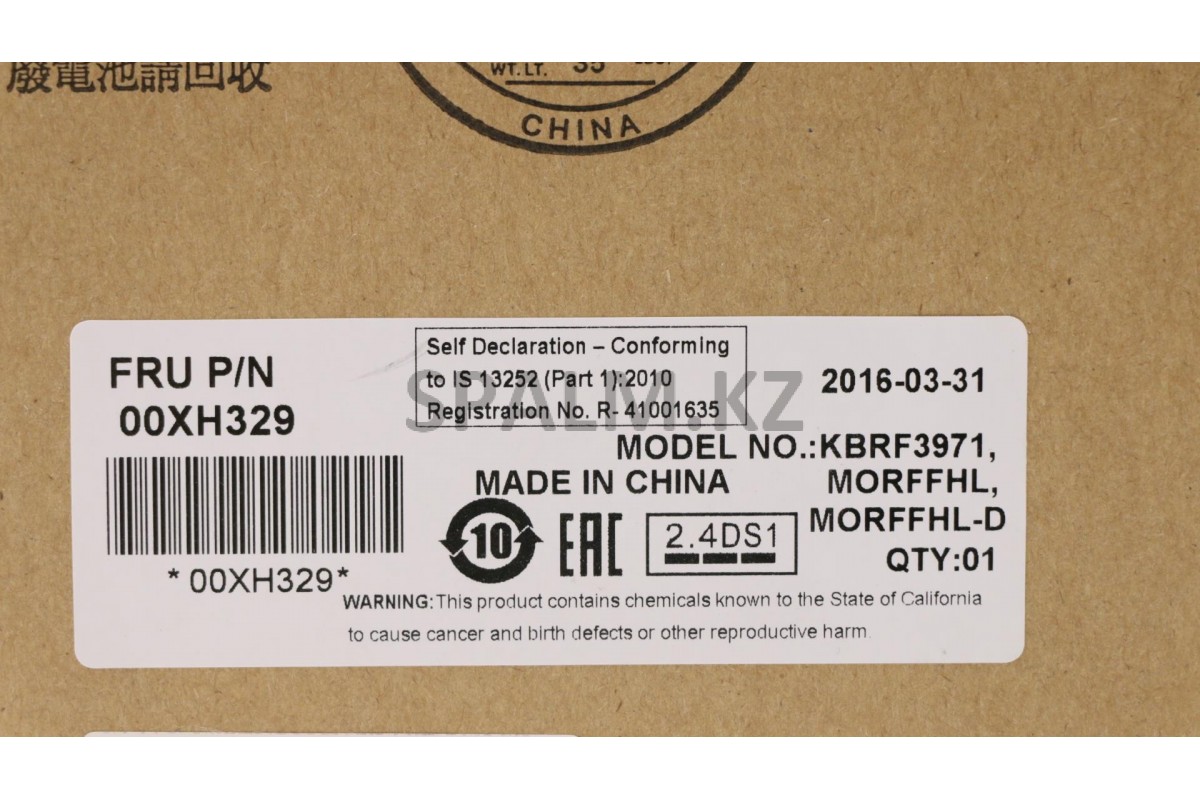 廢電池請回收
WT.LT. 35
CHINA
FRU P/N
00XH329
*00XH329*
Self Declaration – Conforming
to IS 13252 (Part 1):2010
Registration No. R- 41001635
2016-03-31
MODEL NO.:KBRF3971,
MORFFHL,
MORFFHL-D
QTY:01
MADE IN CHINA
10
EAC
2.4DS1
WARNING:This product contains chemicals known to the State of California
to cause cancer and birth defects or other reproductive harm.
SPALM.KZ